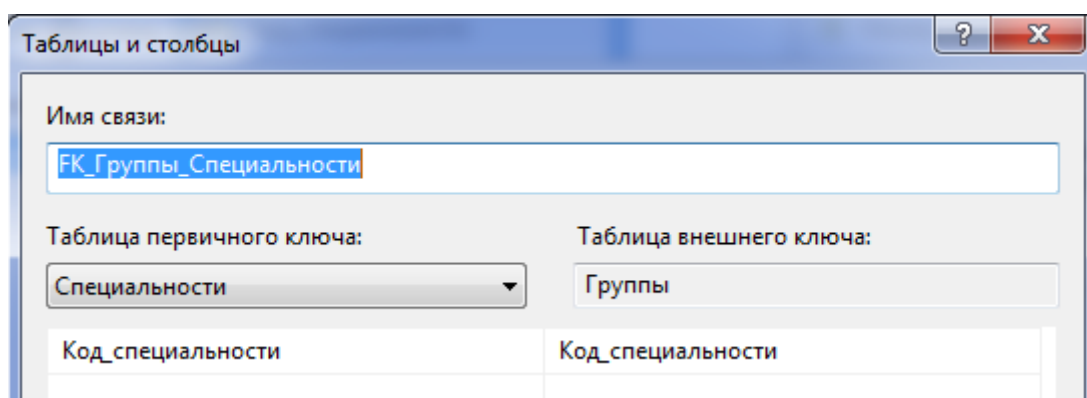 Таблицы и столбцы
?
Имя связи:
FK_Группы_Специальности
Таблица первичного ключа: Таблица внешнего ключа:
Специальности Группы
Код_специальности Код_специальности